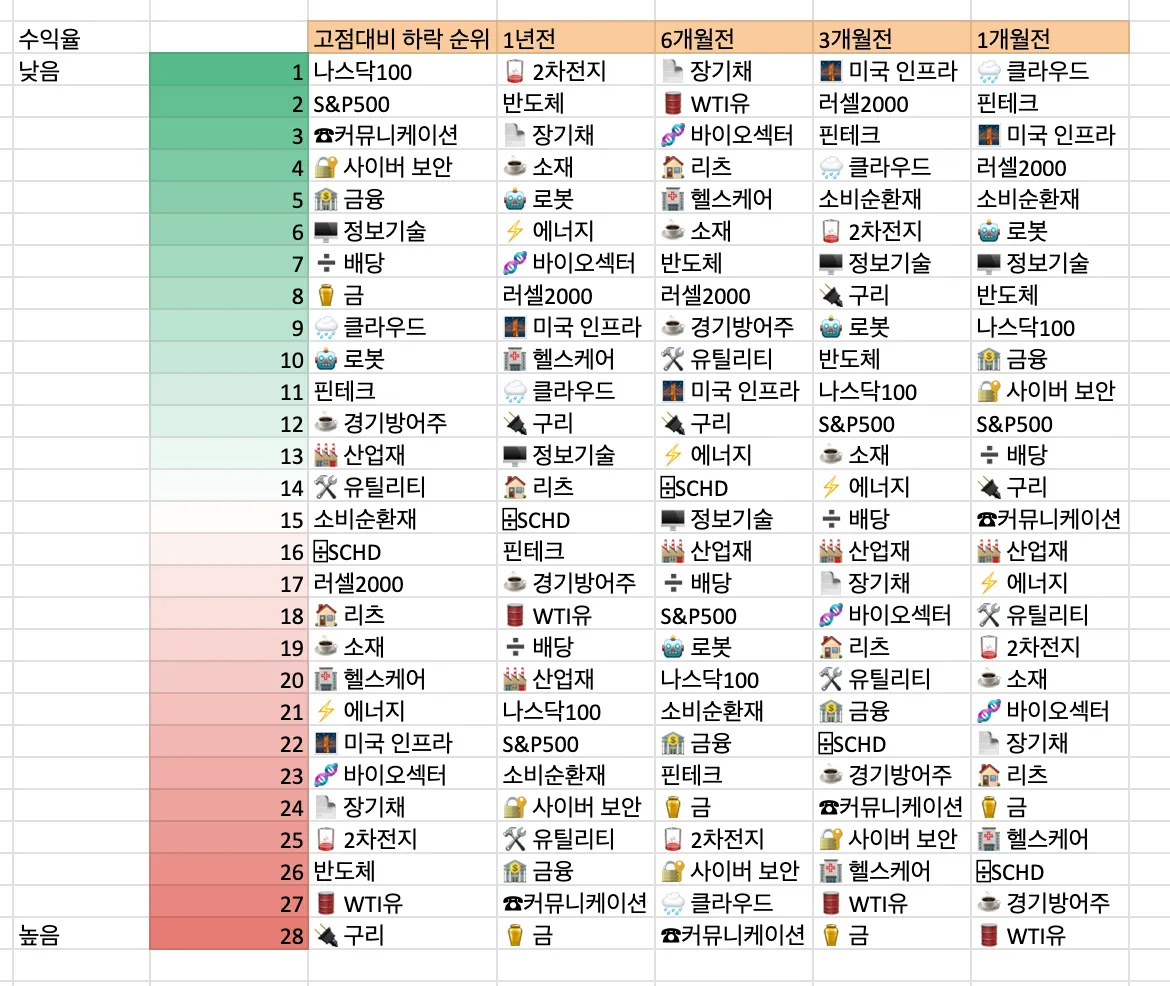 수익율 고점대비 하락 순위 1년전 6개월전 3개월전 1개월전
낮음 1 나스닥100 🪫 2차전지 📄 장기채 🌉 미국 인프라 🌧️ 클라우드
2 S&P500 반도체 🛢️ WTI유 러셀2000 핀테크
3 ☎커뮤니케이션 📄 장기채 🧬 바이오섹터 핀테크 🌉 미국 인프라
4 🔐 사이버 보안 ☕ 소재 🏠 리츠 🌧️ 클라우드 러셀2000
5 🏦 금융 🤖 로봇 🏥 헬스케어 소비순환재 소비순환재
6 🖥️ 정보기술 ⚡ 에너지 ☕ 소재 🪫 2차전지 🤖 로봇
7 ➗ 배당 🧬 바이오섹터 반도체 🖥️ 정보기술 🖥️ 정보기술
8 ⚱️ 금 러셀2000 러셀2000 🔌 구리 반도체
9 🌧️ 클라우드 🌉 미국 인프라 ☕ 경기방어주 🤖 로봇 나스닥100
10 🤖 로봇 🏥 헬스케어 🛠️ 유틸리티 반도체 🏦 금융
11 핀테크 🌧️ 클라우드 🌉 미국 인프라 나스닥100 🔐 사이버 보안
12 ☕ 경기방어주 🔌 구리 🔌 구리 S&P500 S&P500
13 🏭 산업재 🖥️ 정보기술 ⚡ 에너지 ☕ 소재 ➗ 배당
14 🛠️ 유틸리티 🏠 리츠 🗄SCHD ⚡ 에너지 🔌 구리
15 소비순환재 🗄SCHD 🖥️ 정보기술 ➗ 배당 ☎커뮤니케이션
16 🗄SCHD 핀테크 🏭 산업재 🏭 산업재 🏭 산업재
17 러셀2000 ☕ 경기방어주 ➗ 배당 📄 장기채 ⚡ 에너지
18 🏠 리츠 🛢️ WTI유 S&P500 🧬 바이오섹터 🛠️ 유틸리티
19 ☕ 소재 ➗ 배당 🤖 로봇 🏠 리츠 🪫 2차전지
20 🏥 헬스케어 🏭 산업재 나스닥100 🛠️ 유틸리티 ☕ 소재
21 ⚡ 에너지 나스닥100 소비순환재 🏦 금융 🧬 바이오섹터
22 🌉 미국 인프라 S&P500 🏦 금융 🗄SCHD 📄 장기채
23 🧬 바이오섹터 소비순환재 핀테크 ☕ 경기방어주 🏠 리츠
24 📄 장기채 🔐 사이버 보안 ⚱️ 금 ☎커뮤니케이션 ⚱️ 금
25 🪫 2차전지 🛠️ 유틸리티 🪫 2차전지 🔐 사이버 보안 🏥 헬스케어
26 반도체 🏦 금융 🔐 사이버 보안 🏥 헬스케어 🗄SCHD
27 🛢️ WTI유 ☎커뮤니케이션 🌧️ 클라우드 🛢️ WTI유 ☕ 경기방어주
높음 28 🔌 구리 ⚱️ 금 ☎커뮤니케이션 ⚱️ 금 🛢️ WTI유